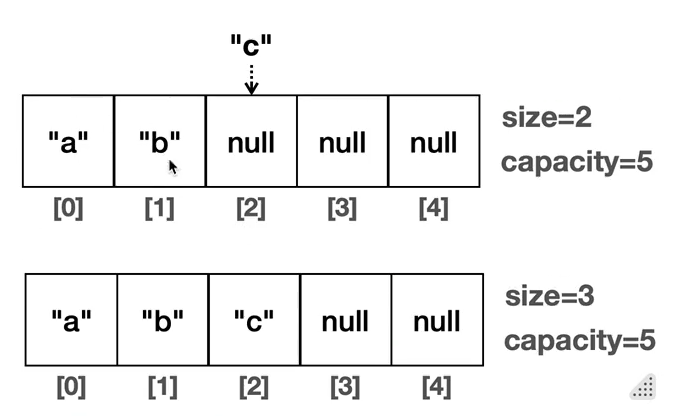 "c"
"a" "b" null null null
size=2
capacity=5
[0] [1] [2] [3] [4]
"a" "b" "c" null null
size=3
capacity=5
[0] [1] [2] [3] [4]